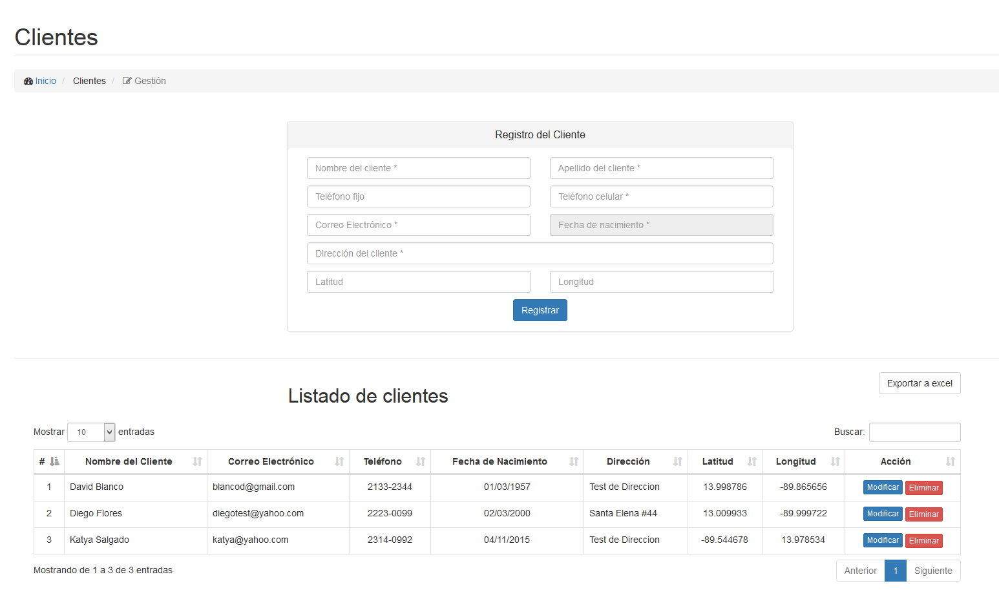 Clientes
Inicio / Clientes / Gestión
Registro del Cliente
Nombre del cliente * Apellido del cliente *
Teléfono fijo Teléfono celular *
Correo Electrónico * Fecha de nacimiento *
Dirección del cliente *
Latitud Longitud
Registrar
Exportar a excel
Listado de clientes
Mostrar 10 entradas Buscar:
# Nombre del Cliente Correo Electrónico Teléfono Fecha de Nacimiento Dirección Latitud Longitud Acción
1 David Blanco blancod@gmail.com 2133-2344 01/03/1957 Test de Direccion 13.998786 -89.865656 Modificar Eliminar
2 Diego Flores diegotest@yahoo.com 2223-0099 02/03/2000 Santa Elena #44 13.009933 -89.999722 Modificar Eliminar
3 Katya Salgado katya@yahoo.com 2314-0992 04/11/2015 Test de Direccion -89.544678 13.978534 Modificar Eliminar
Mostrando de 1 a 3 de 3 entradas Anterior 1 Siguiente